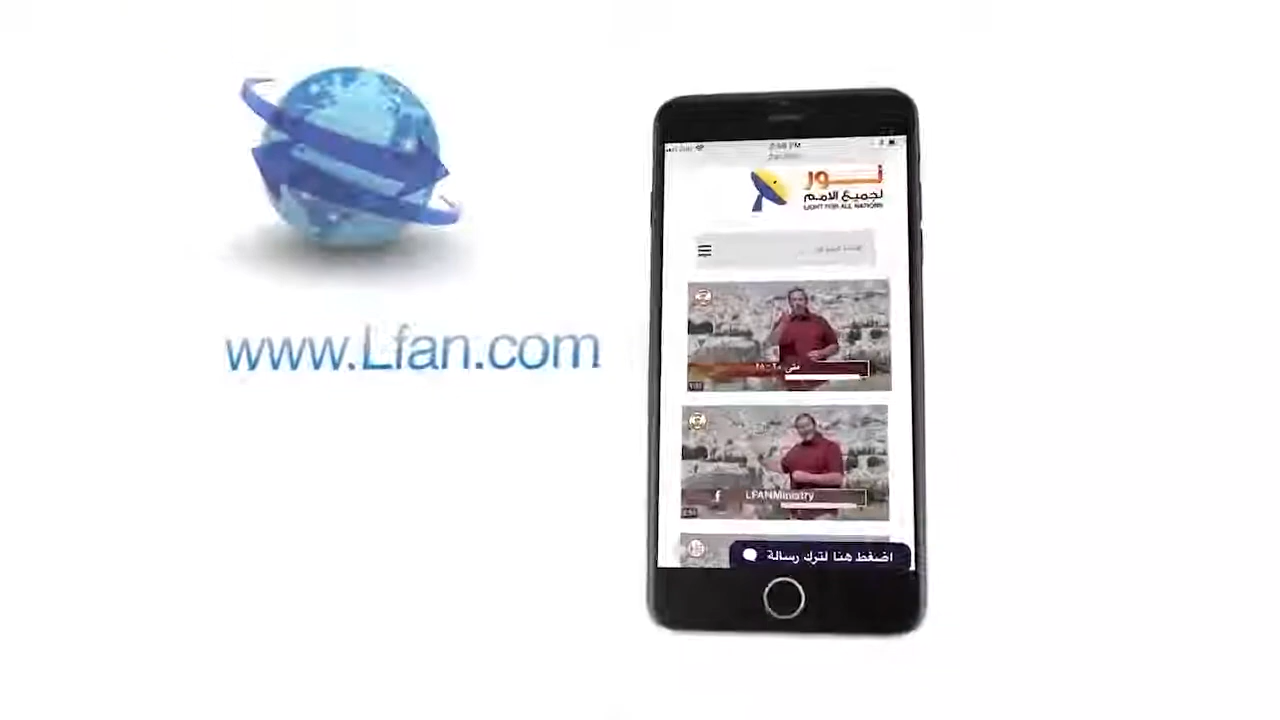 www.Lfan.com
نور
لجميع الامم
LIGHT FOR ALL NATIONS
LFANMinistry
اضغط هنا لترك رسالة